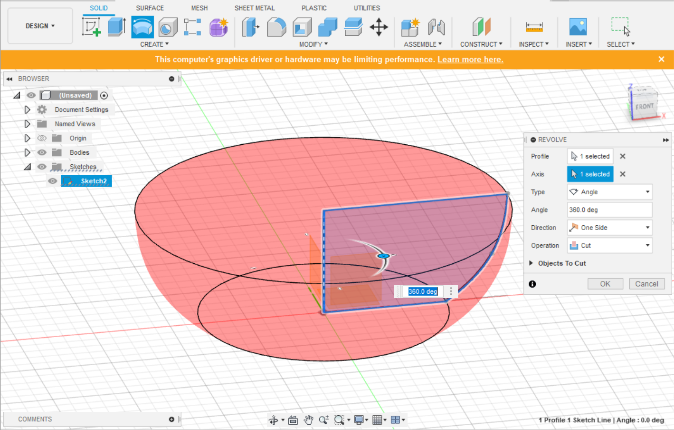 SOLID SURFACE MESH SHEET METAL PLASTIC UTILITIES
DESIGN
CREATE MODIFY ASSEMBLE CONSTRUCT INSPECT INSERT SELECT
This computer's graphics driver or hardware may be limiting performance. Learn more here.
BROWSER
(Unsaved)
Document Settings
Named Views
Origin
Bodies
Sketches
Sketch2
Z
FRONT
X
REVOLVE
Profile 1 selected
Axis 1 selected
Type Angle
Angle 360.0 deg
Direction One Side
Operation Cut
Objects To Cut
OK Cancel
360.0 deg
COMMENTS
1 Profile 1 Sketch Line | Angle : 0.0 deg